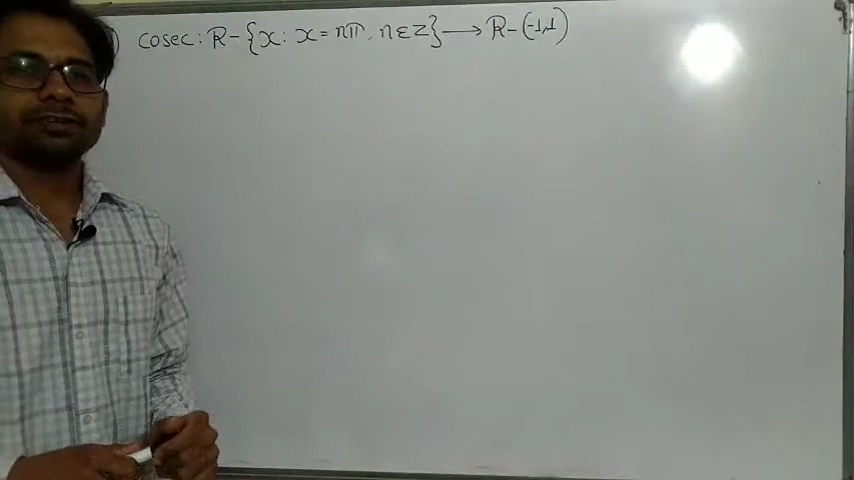 ) cosec: R-{x: x=nπ, n∈Z}⟶R-(-1,1)